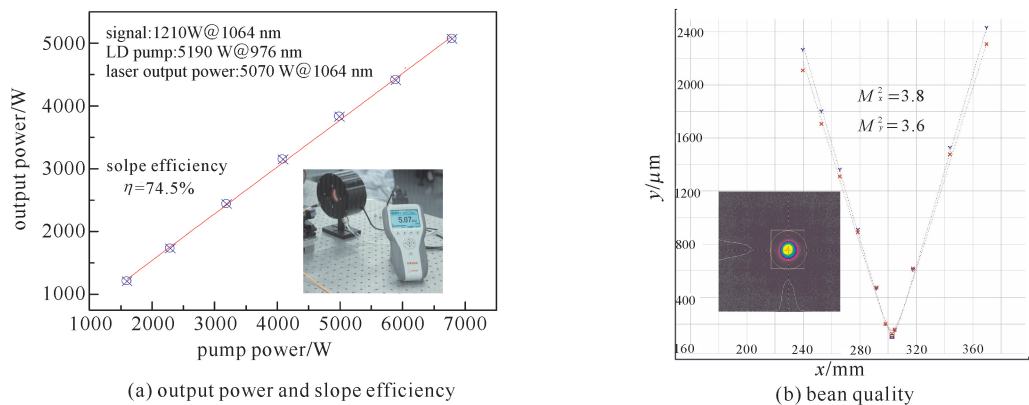 signal:1210W@1064 nm
LD pump:5190 W@976 nm
laser output power:5070 W@1064 nm
solpe efficiency
η=74.5%
output power/W
5000
4000
3000
2000
1000
5.07
1000 2000 3000 4000 5000 6000 7000
pump power/W
(a) output power and slope efficiency
M²x=3.8
M²y=3.6
y/μm
2400
2000
1600
1200
800
400
160 200 240 280 320 360
x/mm
(b) bean quality